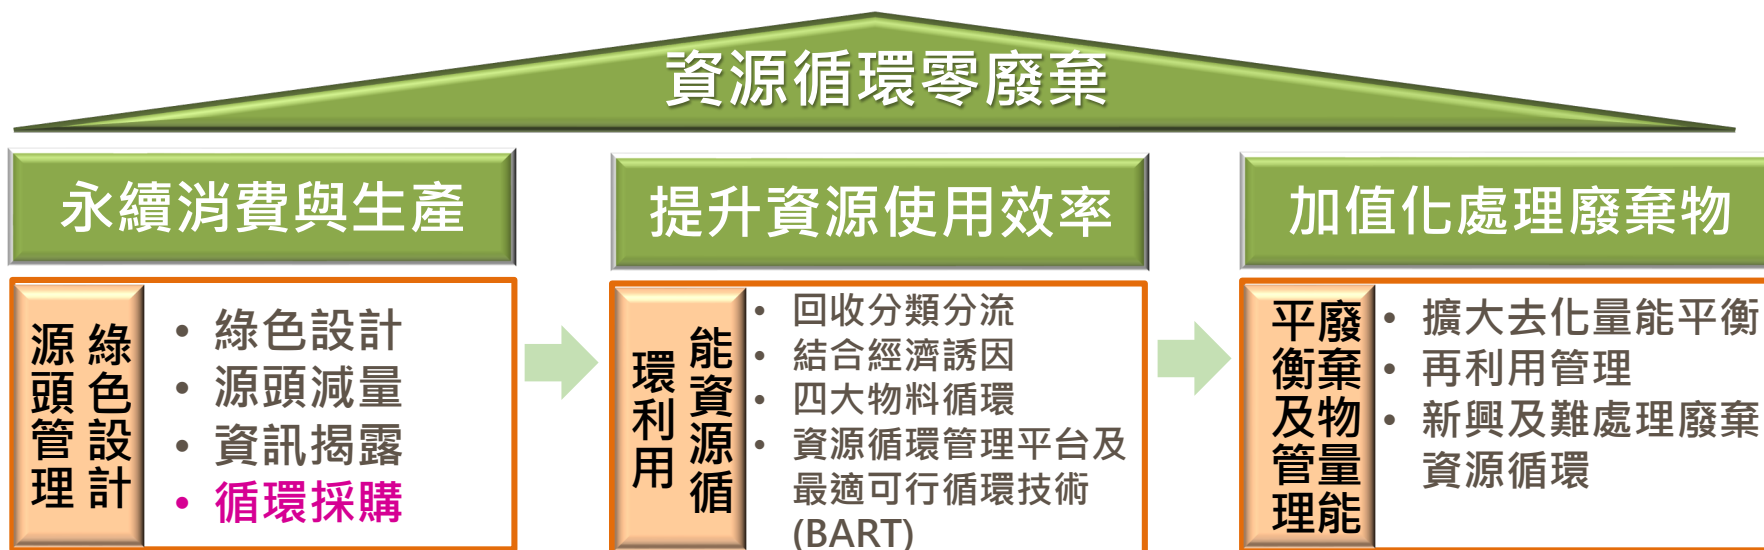 資源循環零廢棄
永續消費與生產
綠色設計
源頭管理
• 綠色設計
• 源頭減量
• 資訊揭露
• 循環採購
提升資源使用效率
能資源循
環利用
• 回收分類分流
• 結合經濟誘因
• 四大物料循環
• 資源循環管理平台及
最適可行循環技術
(BART)
加值化處理廢棄物
廢棄物量能
平衡及管理
• 擴大去化量能平衡
• 再利用管理
• 新興及難處理廢棄
資源循環